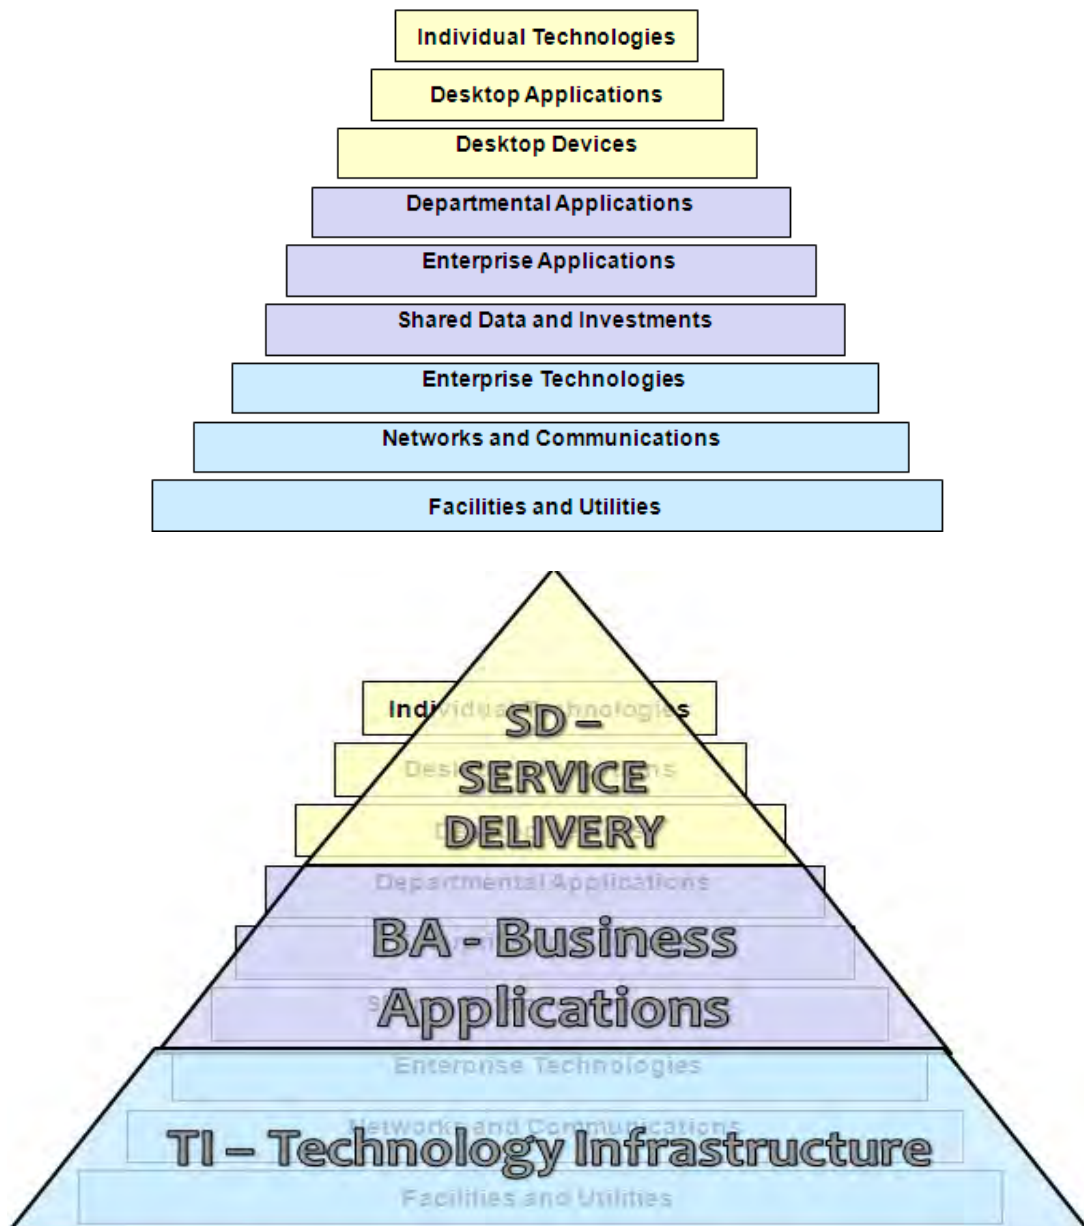 Individual Technologies
Desktop Applications
Desktop Devices
Departmental Applications
Enterprise Applications
Shared Data and Investments
Enterprise Technologies
Networks and Communications
Facilities and Utilities
Individual Technologies
SD –
SERVICE
DELIVERY
Departmental Applications
BA - Business
Applications
Enterprise Technologies
Networks and Communications
TI – Technology Infrastructure
Facilities and Utilities